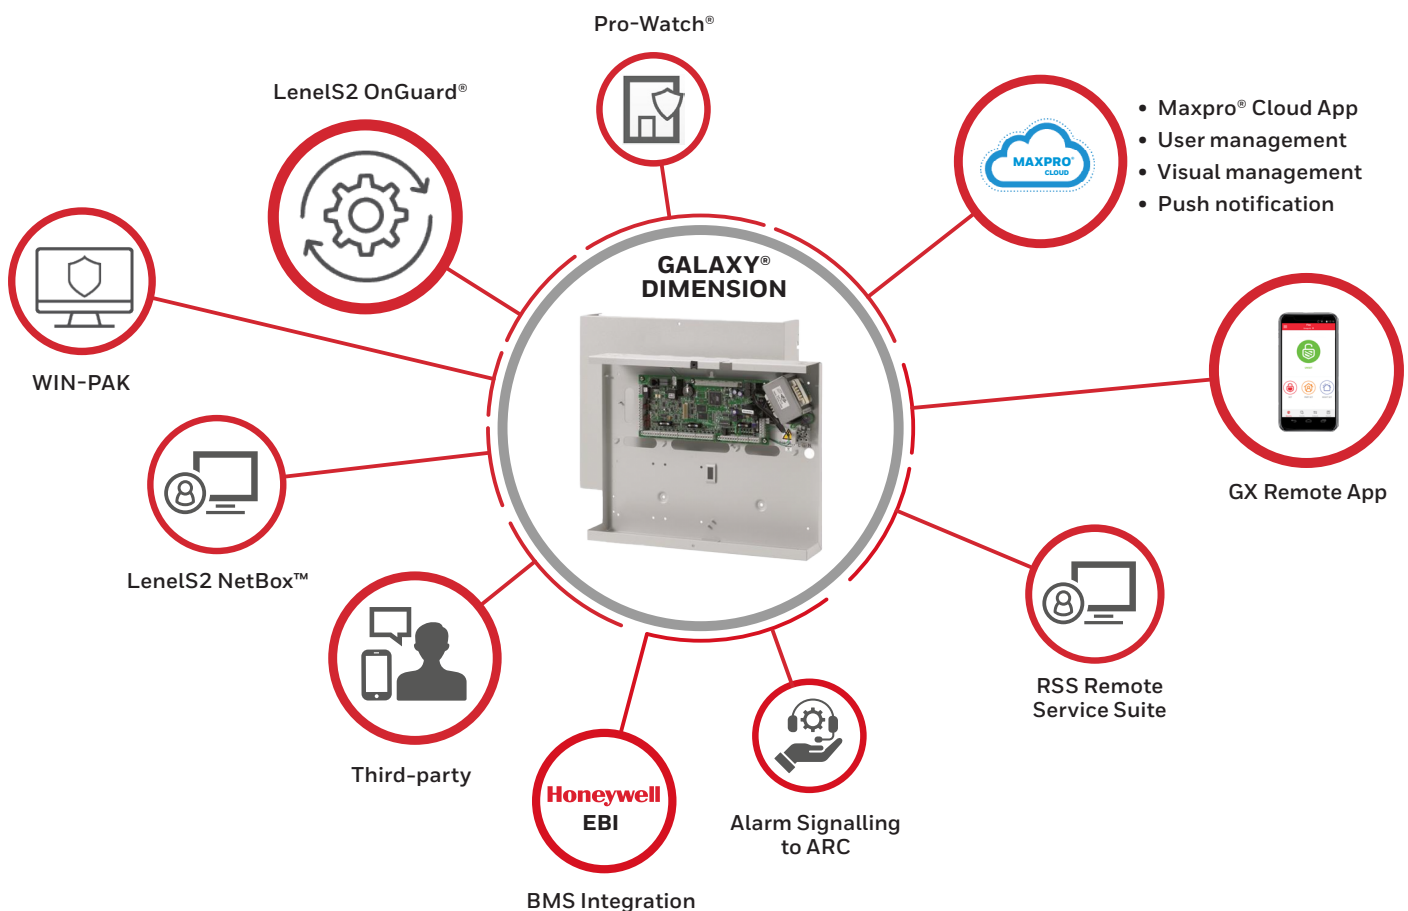 Pro-Watch®
LenelS2 OnGuard®
MAXPRO®
CLOUD
• Maxpro® Cloud App
• User management
• Visual management
• Push notification
GALAXY®
DIMENSION
WIN-PAK
GX Remote App
LenelS2 NetBox™
RSS Remote
Service Suite
Third-party
Honeywell
EBI
BMS Integration
Alarm Signalling
to ARC